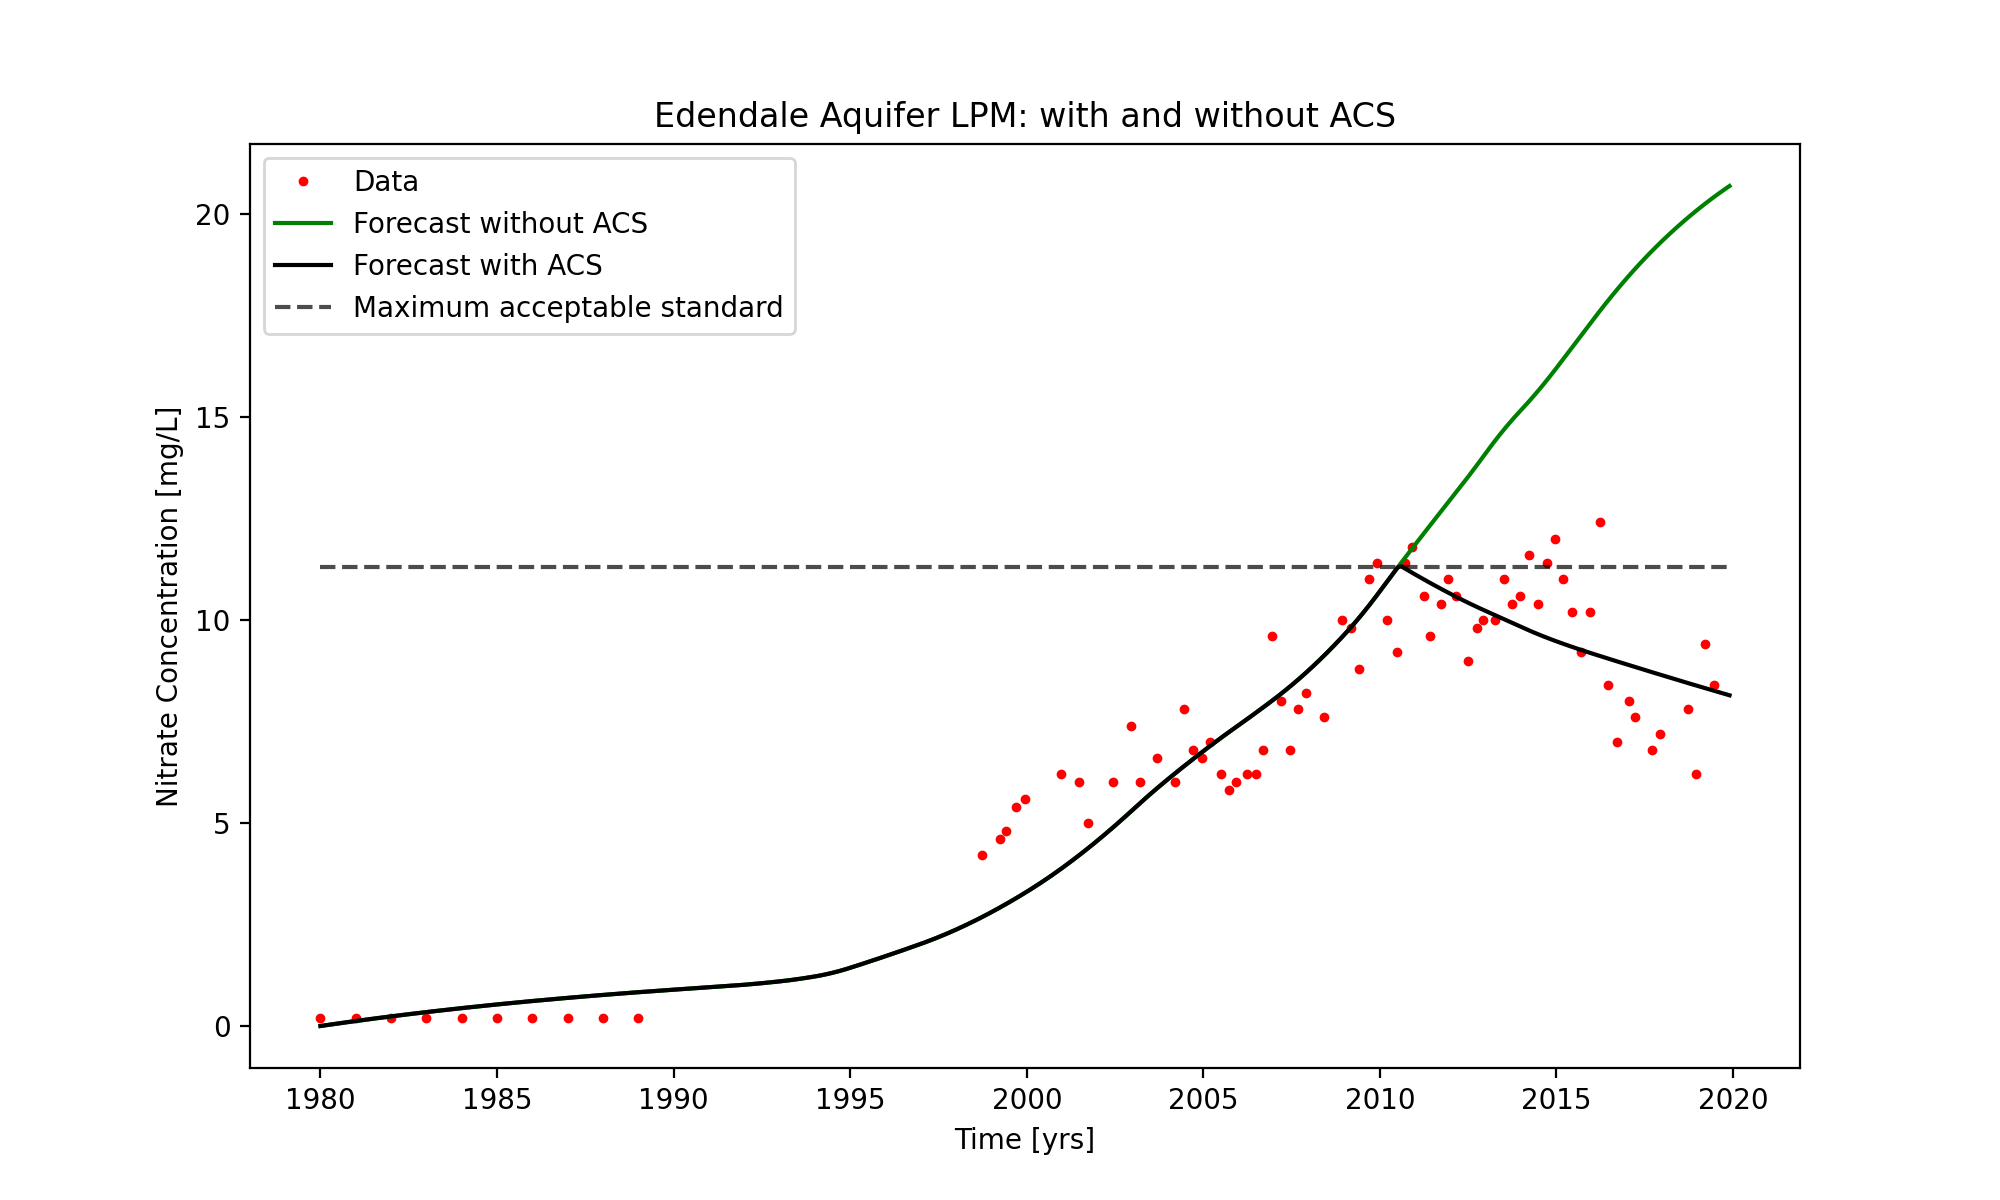 Edendale Aquifer LPM: with and without ACS
Data
Forecast without ACS
Forecast with ACS
Maximum acceptable standard
Nitrate Concentration [mg/L]
20
15
10
5
0
1980 1985 1990 1995 2000 2005 2010 2015 2020
Time [yrs]